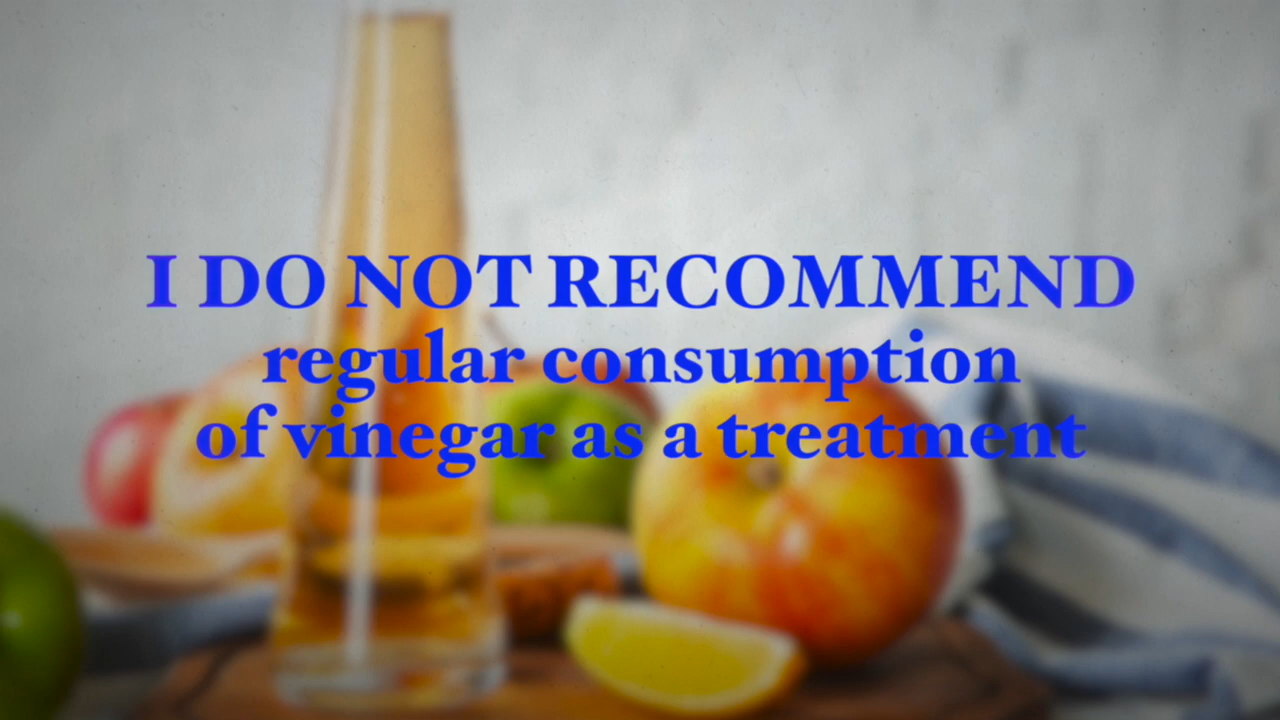 I DO NOT RECOMMEND
regular consumption
of vinegar as a treatment